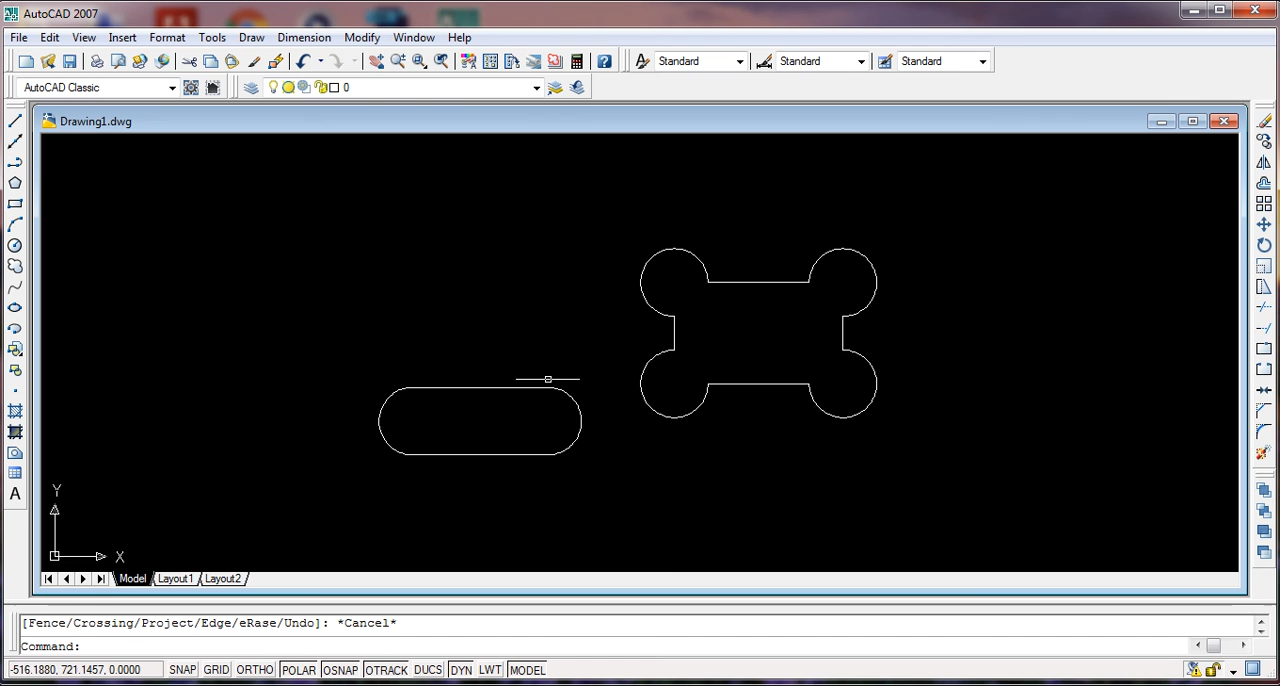 AutoCAD 2007
File Edit View Insert Format Tools Draw Dimension Modify Window Help
Standard Standard Standard
AutoCAD Classic 0
Drawing1.dwg
Y
X
Model Layout1 Layout2
[Fence/Crossing/Project/Edge/eRase/Undo]: *Cancel*
Command:
-516.1880, 721.1457, 0.0000 SNAP GRID ORTHO POLAR OSNAP OTRACK DUCS DYN LWT MODEL